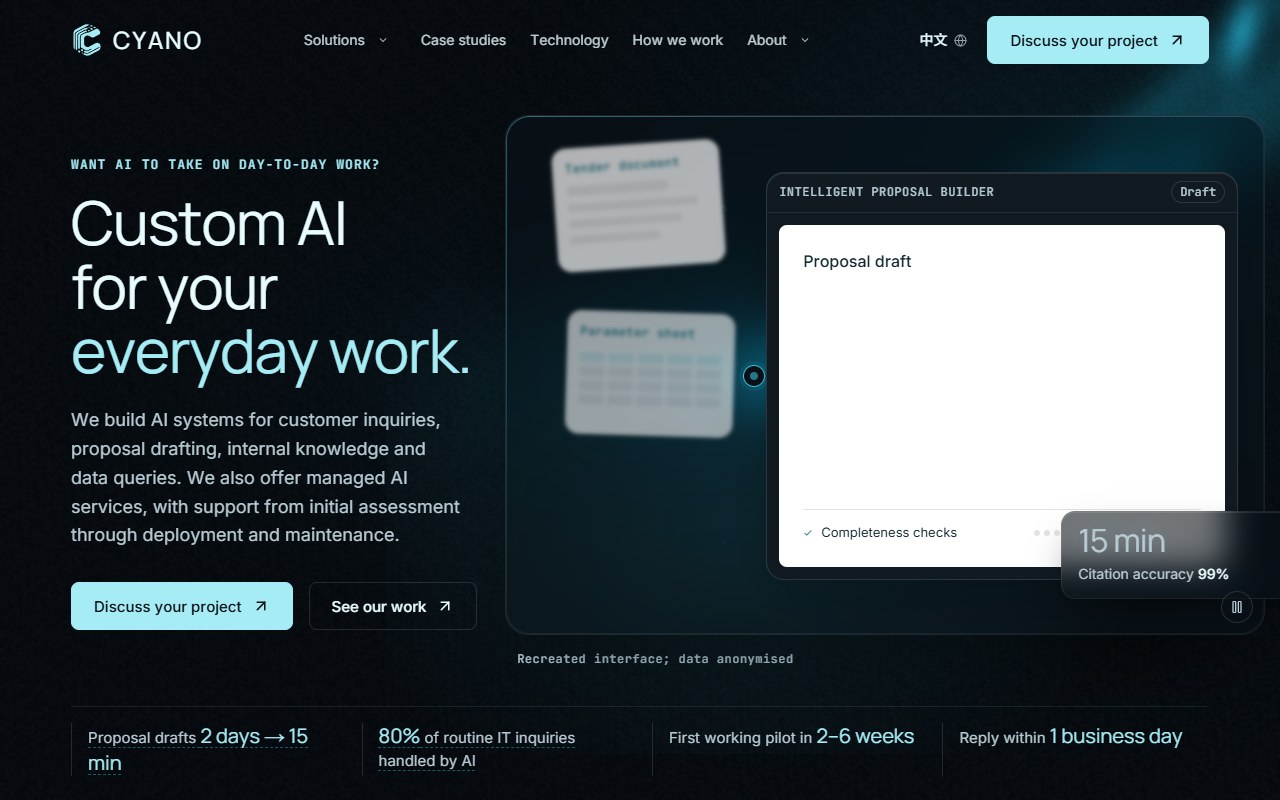 CYANO
Solutions
Case studies
Technology
How we work
About
中文
Discuss your project
WANT AI TO TAKE ON DAY-TO-DAY WORK?
Custom AI
for your
everyday work.
We build AI systems for customer inquiries,
proposal drafting, internal knowledge and
data queries. We also offer managed AI
services, with support from initial assessment
through deployment and maintenance.
Discuss your project
See our work
Tender document
Parameter sheet
INTELLIGENT PROPOSAL BUILDER
Draft
Proposal draft
Completeness checks
15 min
Citation accuracy 99%
Recreated interface; data anonymised
Proposal drafts 2 days → 15
min
80% of routine IT inquiries
handled by AI
First working pilot in 2–6 weeks
Reply within 1 business day